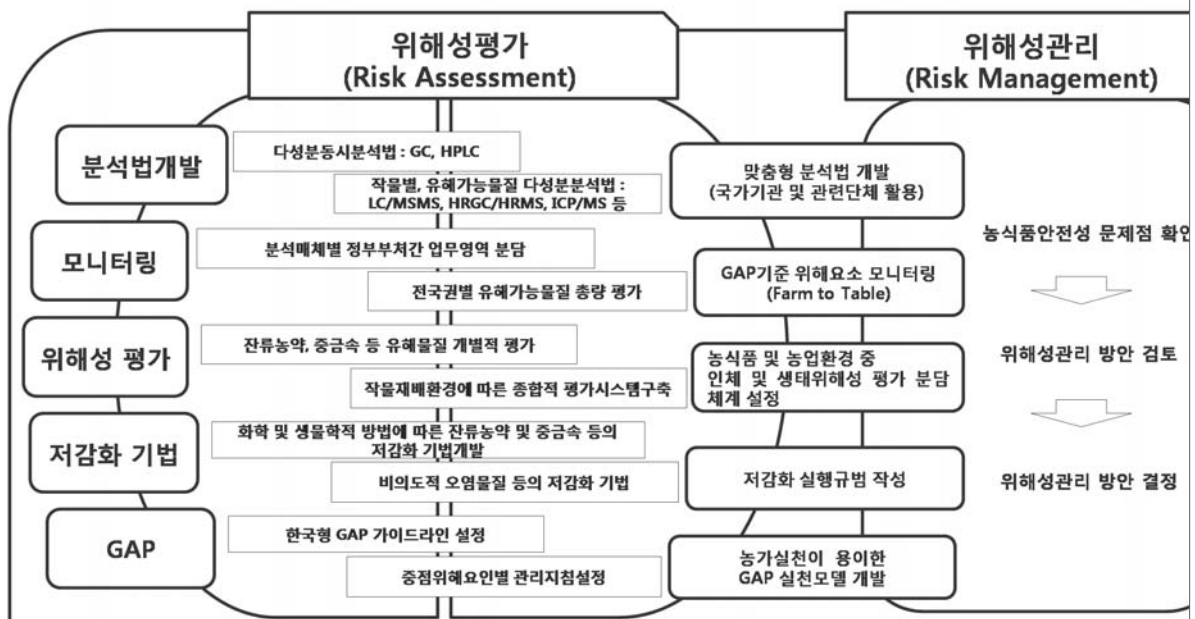 위해성평가
(Risk Assessment)
위해성관리
(Risk Management)
분석법개발
다성분동시분석법 : GC, HPLC
작물별, 유해가능물질 다성분분석법 :
LC/MSMS, HRGC/HRMS, ICP/MS 등
맞춤형 분석법 개발
(국가기관 및 관련단체 활용)
모니터링
분석매체별 정부부처간 업무영역 분담
전국권별 유해가능물질 총량 평가
GAP기준 위해요소 모니터링
(Farm to Table)
위해성 평가
잔류농약, 중금속 등 유해물질 개별적 평가
작물재배환경에 따른 종합적 평가시스템구축
농식품 및 농업환경 중
인체 및 생태위해성 평가 분담
체계 설정
저감화 기법
화학 및 생물학적 방법에 따른 잔류농약 및 중금속 등의
저감화 기법개발
비의도적 오염물질 등의 저감화 기법
저감화 실행규범 작성
GAP
한국형 GAP 가이드라인 설정
중점위해요인별 관리지침설정
농가실천이 용이한
GAP 실천모델 개발
농식품안전성 문제점 확인
위해성관리 방안 검토
위해성관리 방안 결정